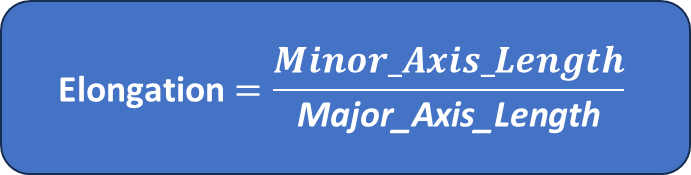 Elongation = Minor_Axis_Length
Major_Axis_Length